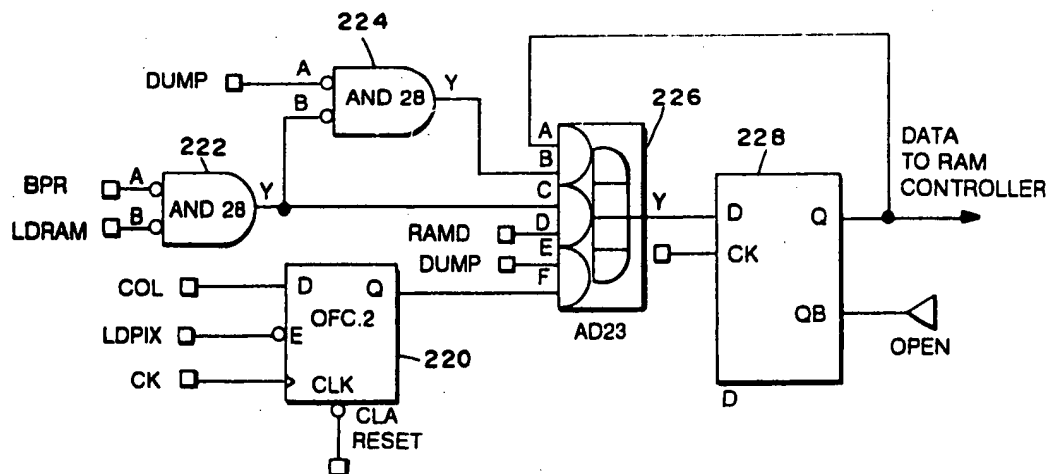 224
DUMP
A
AND 28
Y
B
226
222
A
B
228
DATA
TO RAM
CONTROLLER
BPR
A
AND 28
Y
C
Y
D
Q
LDRAM
B
D
RAMD
E
CK
DUMP
F
COL
D
Q
QB
OFC.2
AD23
LDPIX
E
220
OPEN
CK
CLK
D
CLA
RESET